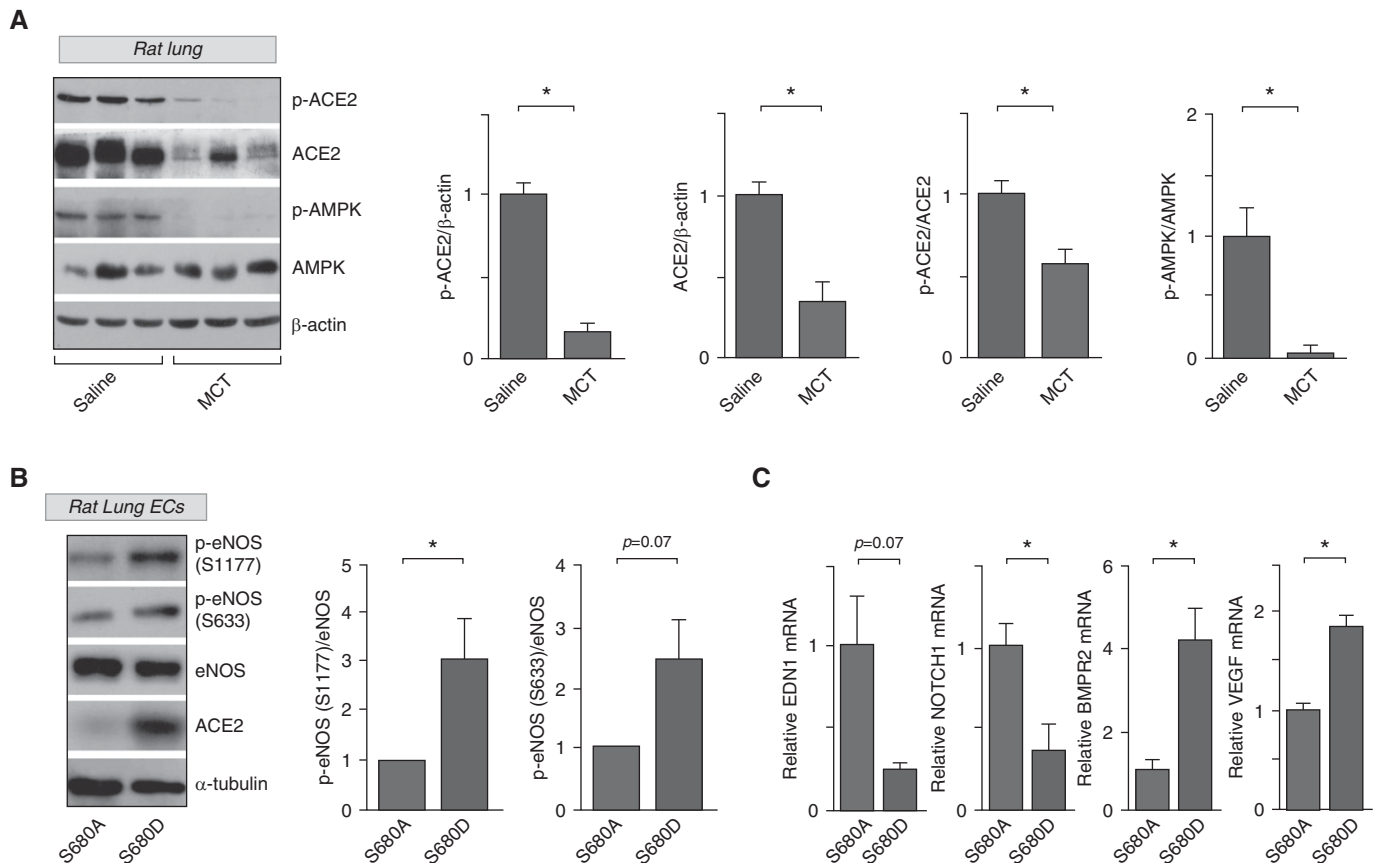 A
Rat lung
p-ACE2
ACE2
p-AMPK
AMPK
β-actin
Saline
MCT
p-ACE2/β-actin
1
0
*
Saline
MCT
ACE2/β-actin
1
0
*
Saline
MCT
p-ACE2/ACE2
1
0
*
Saline
MCT
p-AMPK/AMPK
2
1
0
*
Saline
MCT
B
Rat Lung ECs
p-eNOS
(S1177)
p-eNOS
(S633)
eNOS
ACE2
α-tubulin
S680A
S680D
p-eNOS (S1177)/eNOS
5
4
3
2
1
0
*
S680A
S680D
p-eNOS (S633)/eNOS
4
3
2
1
0
p=0.07
S680A
S680D
C
Relative EDN1 mRNA
1
0
p=0.07
S680A
S680D
Relative NOTCH1 mRNA
1
0
*
S680A
S680D
Relative BMPR2 mRNA
6
4
2
0
*
S680A
S680D
Relative VEGF mRNA
2
1
0
*
S680A
S680D